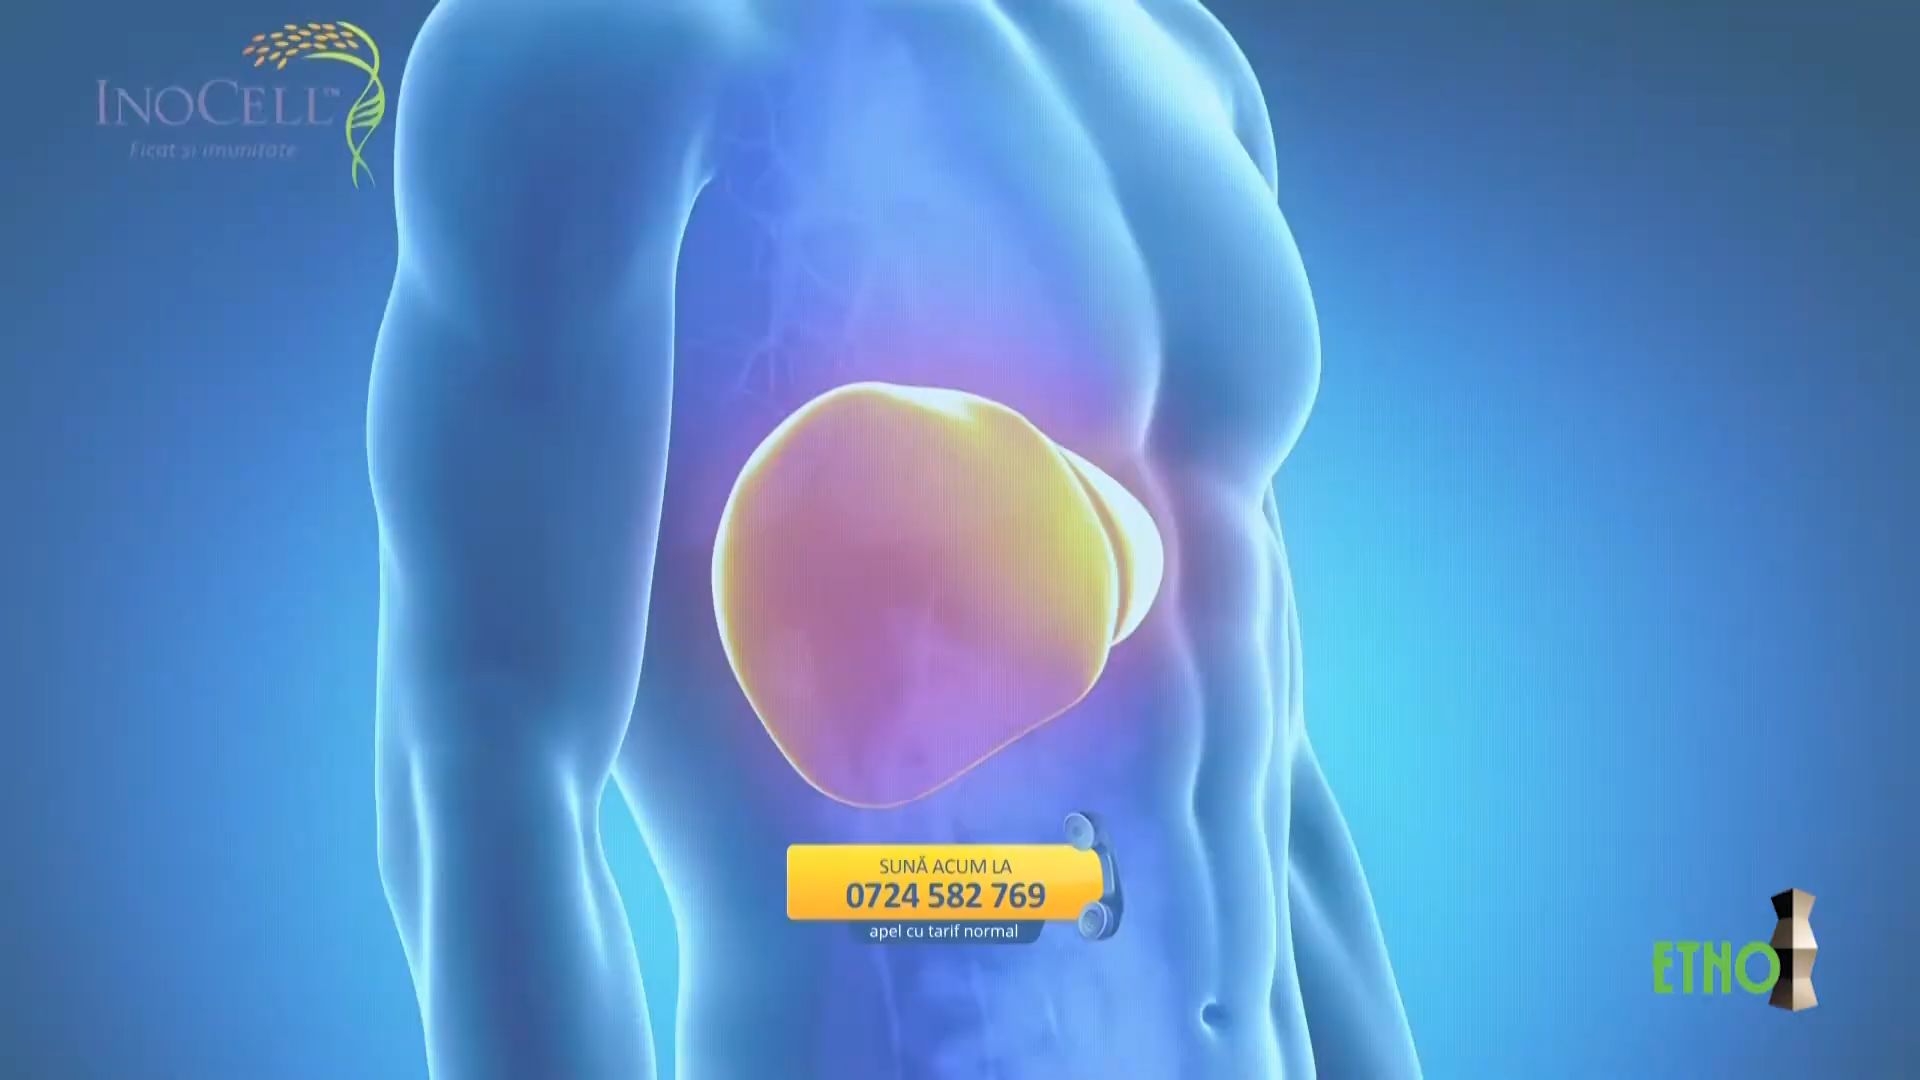 INOCELL™
Ficat și imunitate
SUNĂ ACUM LA
0724 582 769
apel cu tarif normal
ETNO